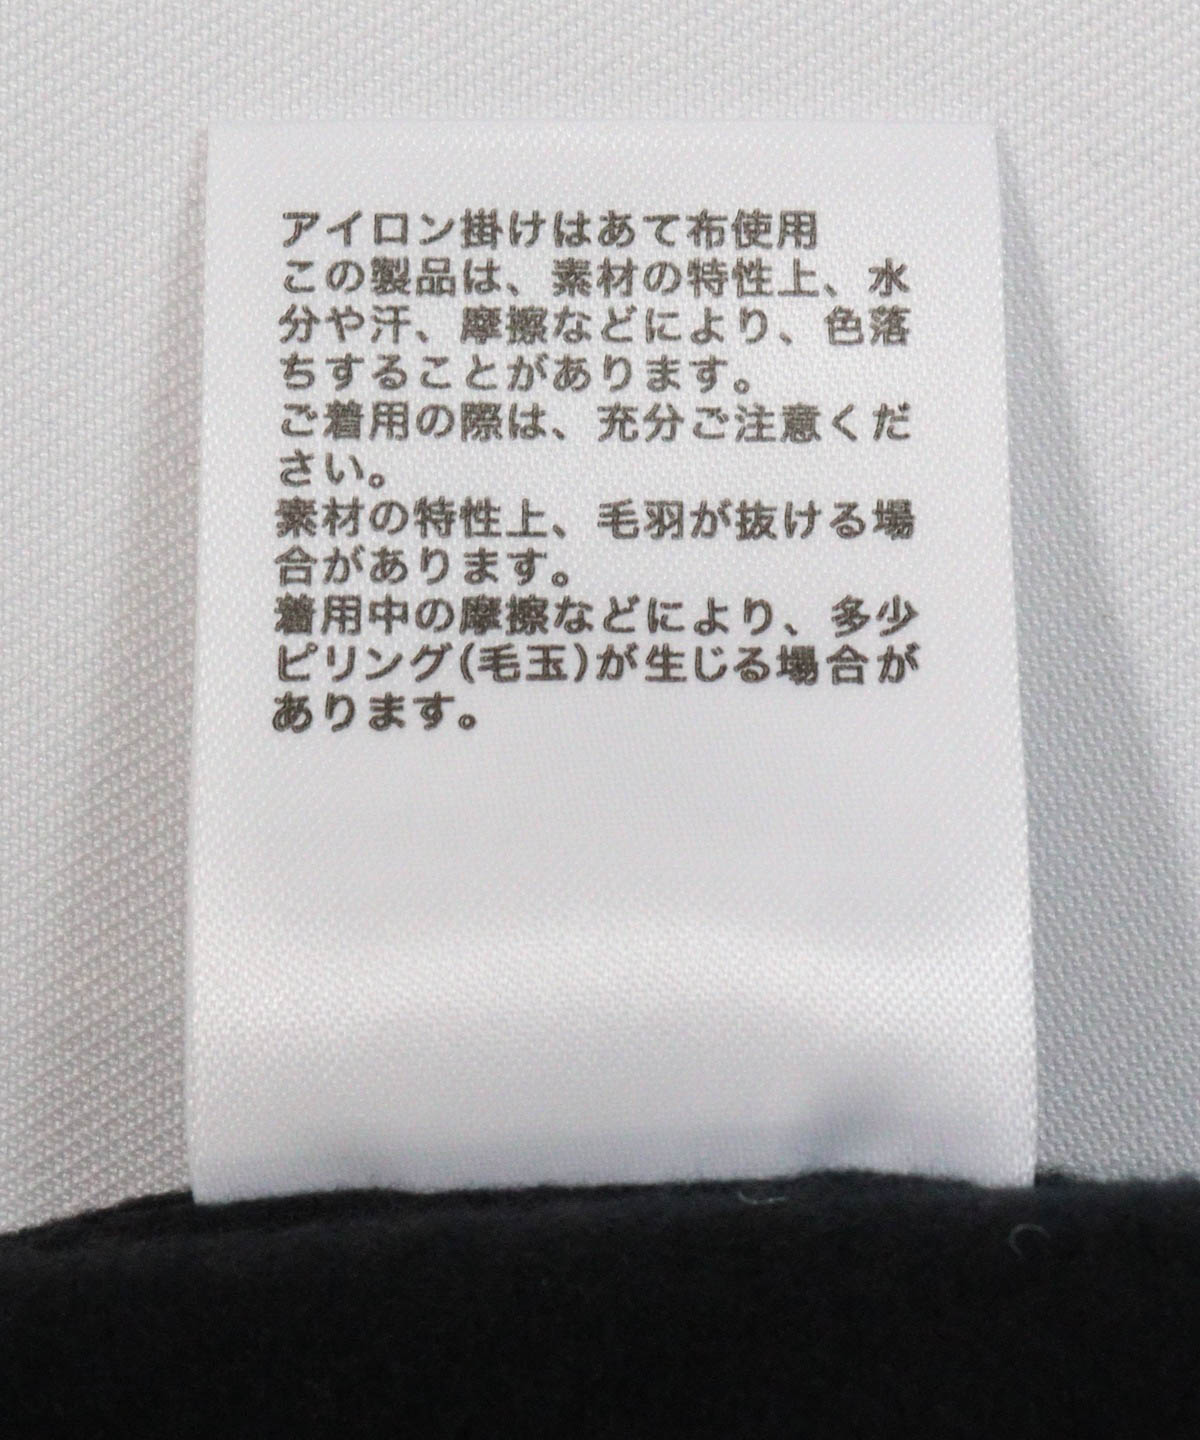 アイロン掛けはあて布使用
この製品は、素材の特性上、水
分や汗、摩擦などにより、色落
ちすることがあります。
ご着用の際は、充分ご注意くだ
さい。
素材の特性上、毛羽が抜ける場
合があります。
着用中の摩擦などにより、多少
ピリング(毛玉)が生じる場合が
あります。